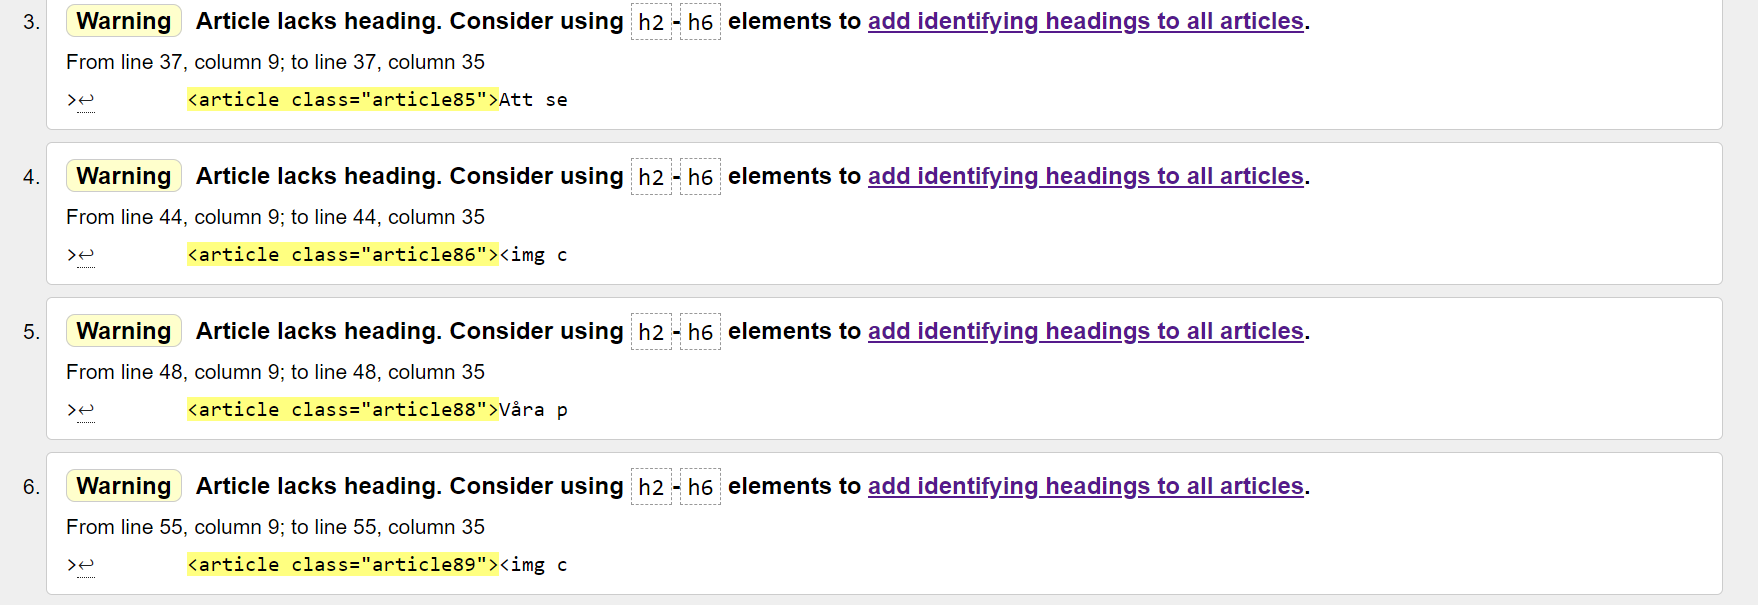 3. Warning Article lacks heading. Consider using h2-h6 elements to add identifying headings to all articles.
From line 37, column 9; to line 37, column 35
>↩ <article class="article85">Att se
4. Warning Article lacks heading. Consider using h2-h6 elements to add identifying headings to all articles.
From line 44, column 9; to line 44, column 35
>↩ <article class="article86"><img c
5. Warning Article lacks heading. Consider using h2-h6 elements to add identifying headings to all articles.
From line 48, column 9; to line 48, column 35
>↩ <article class="article88">Våra p
6. Warning Article lacks heading. Consider using h2-h6 elements to add identifying headings to all articles.
From line 55, column 9; to line 55, column 35
>↩ <article class="article89"><img c